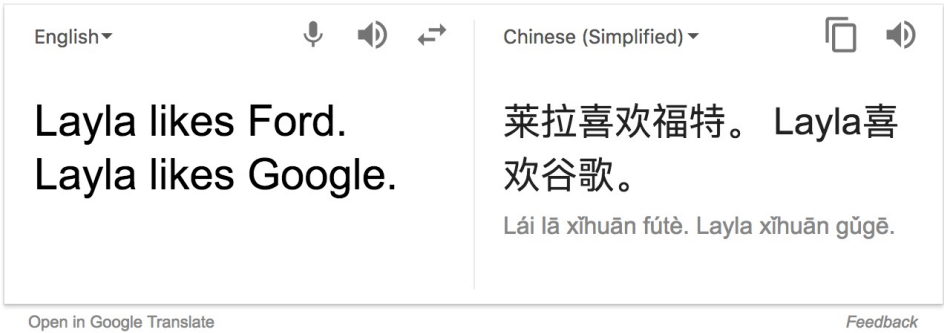 English
Chinese (Simplified)
Layla likes Ford.
Layla likes Google.
莱拉喜欢福特。 Layla喜
欢谷歌。
Lái lā xǐhuān fútè. Layla xǐhuān gǔgē.
Open in Google Translate
Feedback